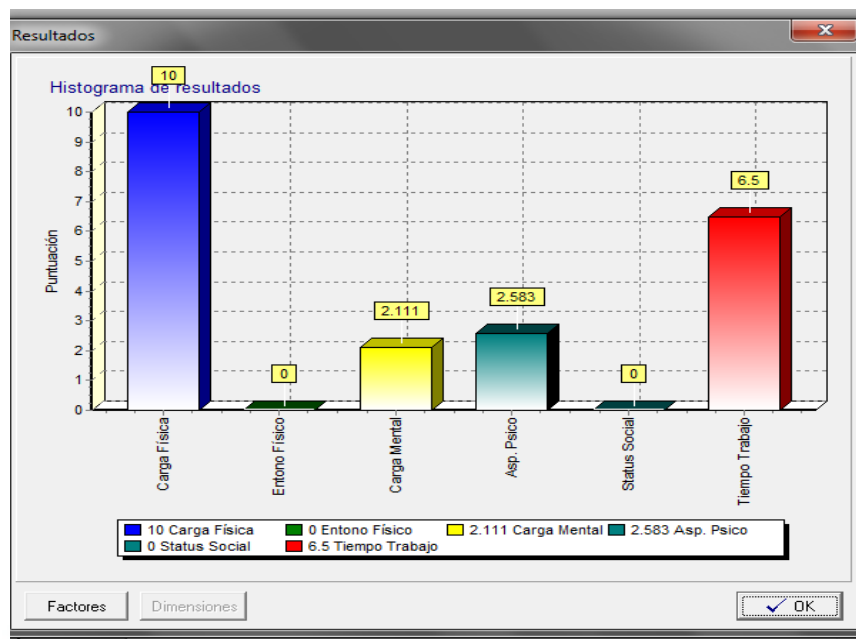 Resultados
Histograma de resultados
10
0
2.111
2.583
0
6.5
Puntuación
10
9
8
7
6
5
4
3
2
1
0
Carga Física
Entono Físico
Carga Mental
Asp. Psico
Status Social
Tiempo Trabajo
10 Carga Física 0 Entono Físico 2.111 Carga Mental 2.583 Asp. Psico
0 Status Social 6.5 Tiempo Trabajo
Factores Dimensiones OK